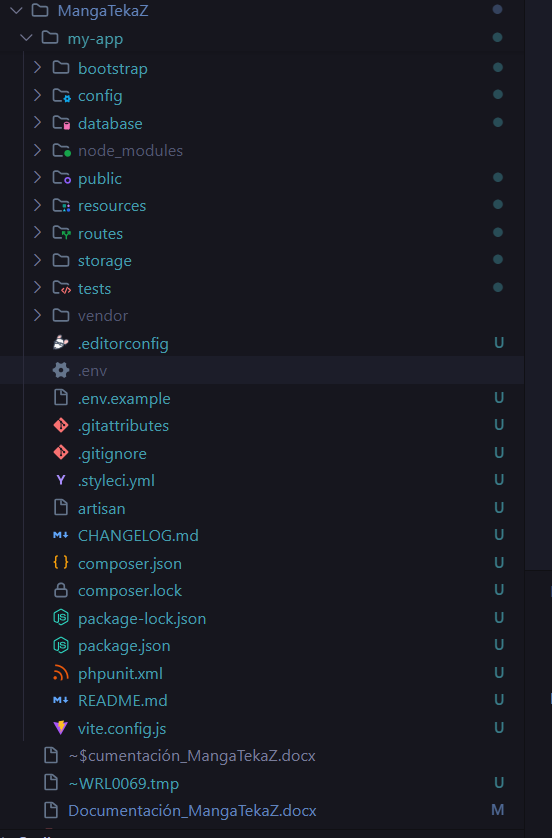 MangaTekaZ
my-app
bootstrap
config
database
node_modules
public
resources
routes
storage
tests
vendor
.editorconfig U
.env
.env.example U
.gitattributes U
.gitignore U
.styleci.yml U
artisan U
CHANGELOG.md U
composer.json U
composer.lock U
package-lock.json U
package.json U
phpunit.xml U
README.md U
vite.config.js U
~$cumentación_MangaTekaZ.docx
~WRL0069.tmp U
Documentación_MangaTekaZ.docx M